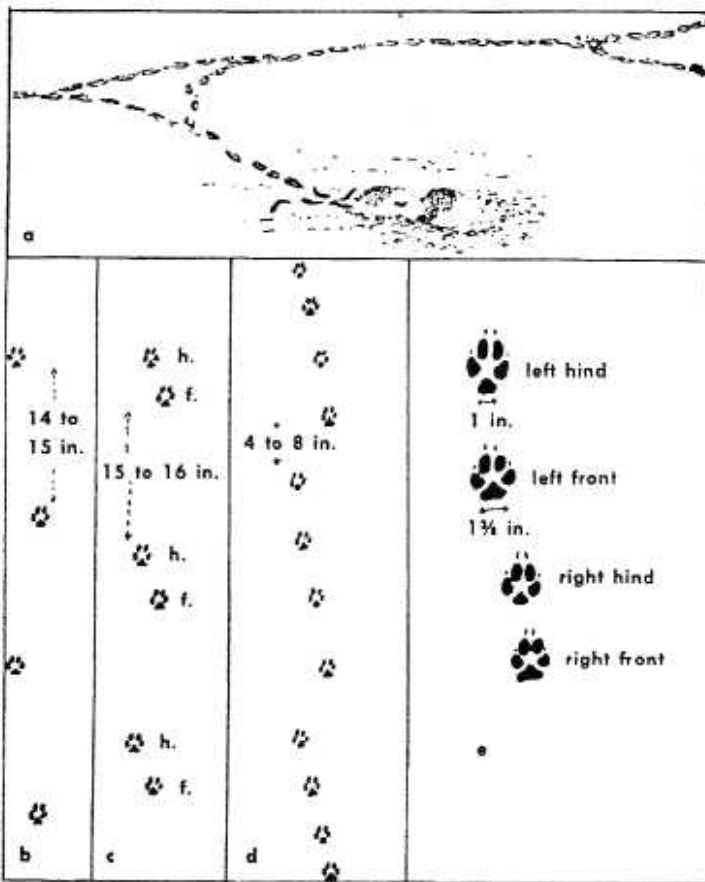 a
14 to
15 in.
b
h.
f.
15 to 16 in.
h.
f.
h.
f.
c
4 to 8 in.
d
left hind
1 in.
left front
1⅜ in.
right hind
right front
e